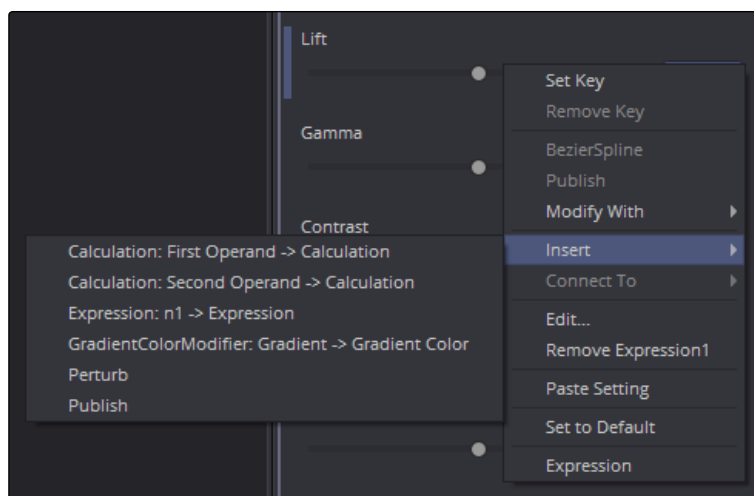 Lift
Gamma
Contrast
Set Key
Remove Key
BezierSpline
Publish
Modify With
Insert
Connect To
Edit...
Remove Expression1
Paste Setting
Set to Default
Expression
Calculation: First Operand -> Calculation
Calculation: Second Operand -> Calculation
Expression: n1 -> Expression
GradientColorModifier: Gradient -> Gradient Color
Perturb
Publish